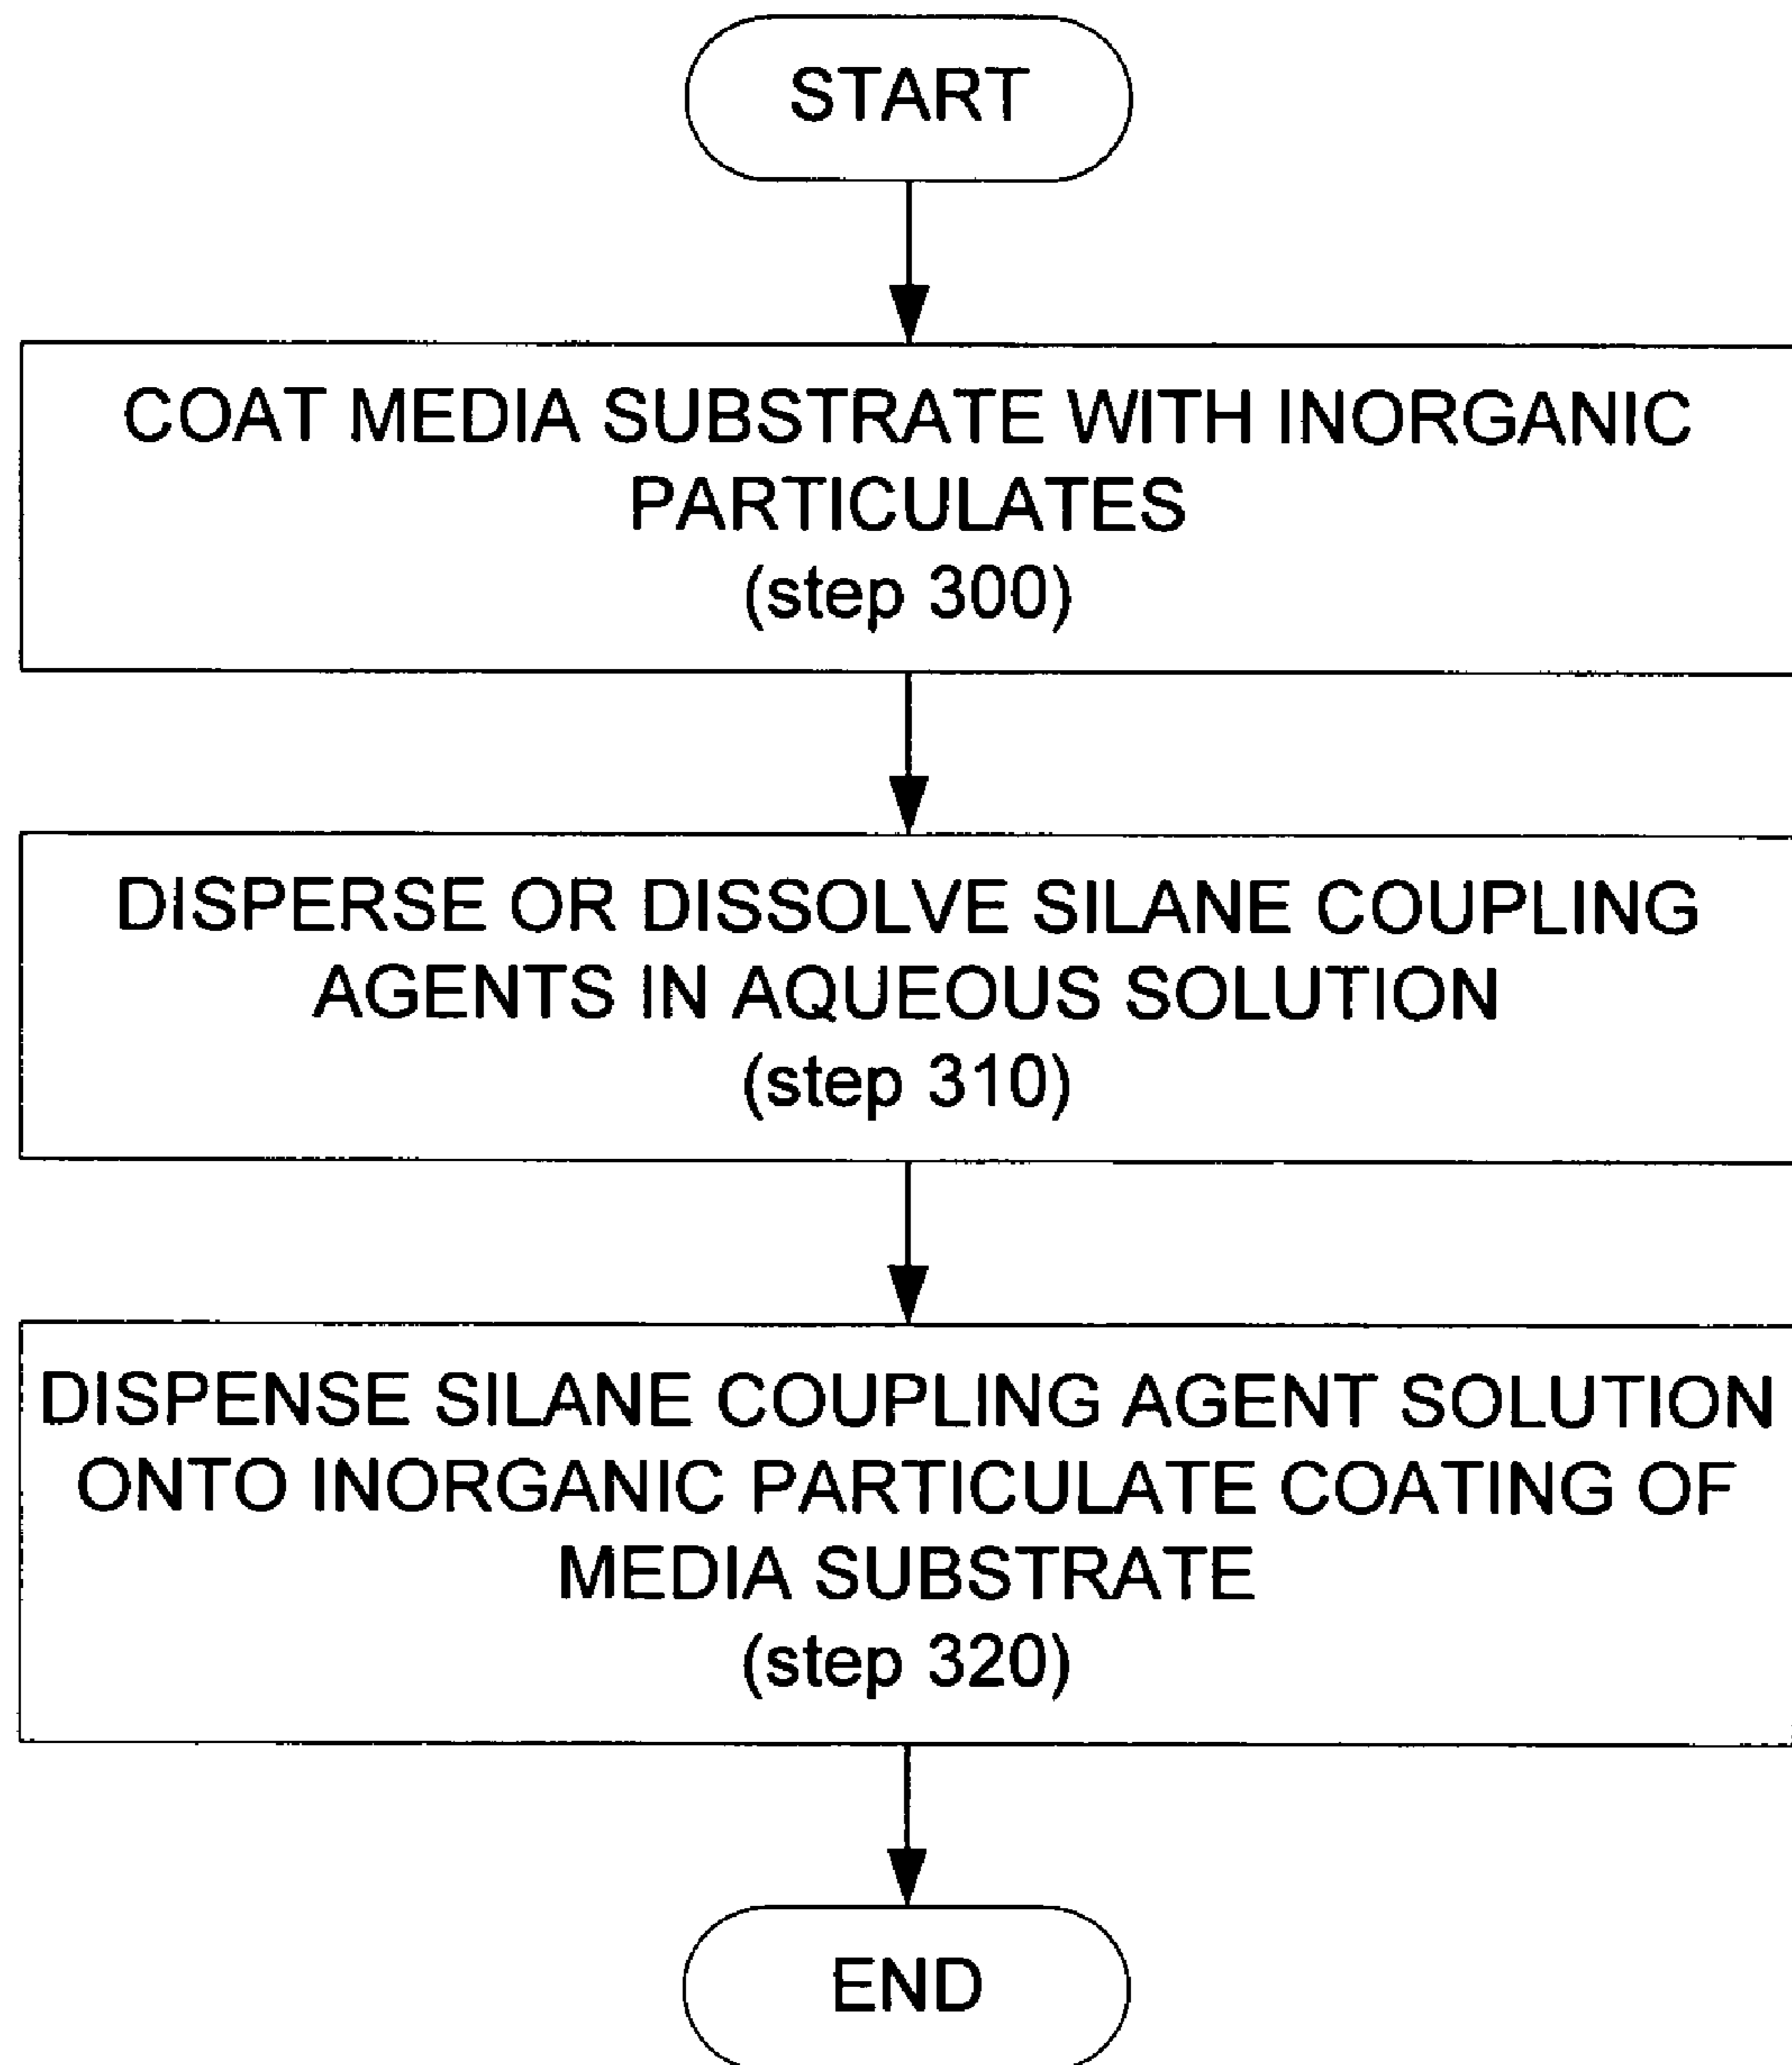 START
COAT MEDIA SUBSTRATE WITH INORGANIC
PARTICULATES
(step 300)
DISPERSE OR DISSOLVE SILANE COUPLING
AGENTS IN AQUEOUS SOLUTION
(step 310)
DISPENSE SILANE COUPLING AGENT SOLUTION
ONTO INORGANIC PARTICULATE COATING OF
MEDIA SUBSTRATE
(step 320)
END